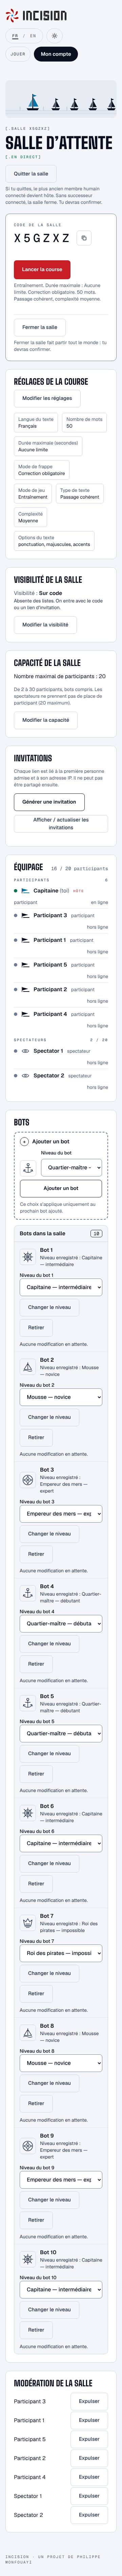 INCISION
FR / EN
JOUER Mon compte
[.SALLE X5GZXZ]
SALLE D'ATTENTE
[.EN DIRECT]
Quitter la salle
Si tu quittes, le plus ancien membre humain
connecté devient hôte. Sans successeur
connecté, la salle ferme. Tu devras confirmer.
CODE DE LA SALLE
X5GZXZ
Lancer la course
Entraînement. Durée maximale : Aucune
limite. Correction obligatoire. 50 mots.
Passage cohérent, complexité moyenne.
Fermer la salle
Fermer la salle fait partir tout le monde : tu
devras confirmer.
RÉGLAGES DE LA COURSE
Modifier les réglages
Langue du texte
Français
Nombre de mots
50
Durée maximale (secondes)
Aucune limite
Mode de frappe
Correction obligatoire
Mode de jeu
Entraînement
Type de texte
Passage cohérent
Complexité
Moyenne
Options du texte
ponctuation, majuscules, accents
VISIBILITÉ DE LA SALLE
Visibilité : Sur code
Absente des listes. On entre avec le code
ou un lien d'invitation.
Modifier la visibilité
CAPACITÉ DE LA SALLE
Nombre maximal de participants : 20
De 2 à 30 participants, bots compris. Les
spectateurs ne prennent pas de place de
participant (20 maximum).
Modifier la capacité
INVITATIONS
Chaque lien est lié à la première personne
admise et à son adresse IP. Il ne peut pas
être partagé ensuite.
Générer une invitation
Afficher / actualiser les
invitations
ÉQUIPAGE 16 / 20 participants
PARTICIPANTS 6
Capitaine (toi) HÔTE
participant en ligne
Participant 3 participant
hors ligne
Participant 1 participant
hors ligne
Participant 5 participant
hors ligne
Participant 2 participant
hors ligne
Participant 4 participant
hors ligne
SPECTATEURS 2 / 20
Spectator 1 spectateur
hors ligne
Spectator 2 spectateur
hors ligne
BOTS
+ Ajouter un bot
Niveau du bot
Quartier-maître -
Ajouter un bot
Ce choix s'applique uniquement au
prochain bot ajouté.
Bots dans la salle 10
Bot 1
Niveau enregistré : Capitaine
— intermédiaire
Niveau du bot 1
Capitaine — intermédiaire
Changer le niveau
Retirer
Aucune modification en attente.
Bot 2
Niveau enregistré : Mousse
— novice
Niveau du bot 2
Mousse — novice
Changer le niveau
Retirer
Aucune modification en attente.
Bot 3
Niveau enregistré :
Empereur des mers —
expert
Niveau du bot 3
Empereur des mers — exp
Changer le niveau
Retirer
Aucune modification en attente.
Bot 4
Niveau enregistré : Quartier-
maître — débutant
Niveau du bot 4
Quartier-maître — débuta
Changer le niveau
Retirer
Aucune modification en attente.
Bot 5
Niveau enregistré : Quartier-
maître — débutant
Niveau du bot 5
Quartier-maître — débuta
Changer le niveau
Retirer
Aucune modification en attente.
Bot 6
Niveau enregistré : Capitaine
— intermédiaire
Niveau du bot 6
Capitaine — intermédiaire
Changer le niveau
Retirer
Aucune modification en attente.
Bot 7
Niveau enregistré : Roi des
pirates — impossible
Niveau du bot 7
Roi des pirates — impossi
Changer le niveau
Retirer
Aucune modification en attente.
Bot 8
Niveau enregistré : Mousse
— novice
Niveau du bot 8
Mousse — novice
Changer le niveau
Retirer
Aucune modification en attente.
Bot 9
Niveau enregistré :
Empereur des mers —
expert
Niveau du bot 9
Empereur des mers — exp
Changer le niveau
Retirer
Aucune modification en attente.
Bot 10
Niveau enregistré : Capitaine
— intermédiaire
Niveau du bot 10
Capitaine — intermédiaire
Changer le niveau
Retirer
Aucune modification en attente.
MODÉRATION DE LA SALLE
Participant 3 Expulser
Participant 1 Expulser
Participant 5 Expulser
Participant 2 Expulser
Participant 4 Expulser
Spectator 1 Expulser
Spectator 2 Expulser
INCISION · UN PROJET DE PHILIPPE
MONFOUAYI